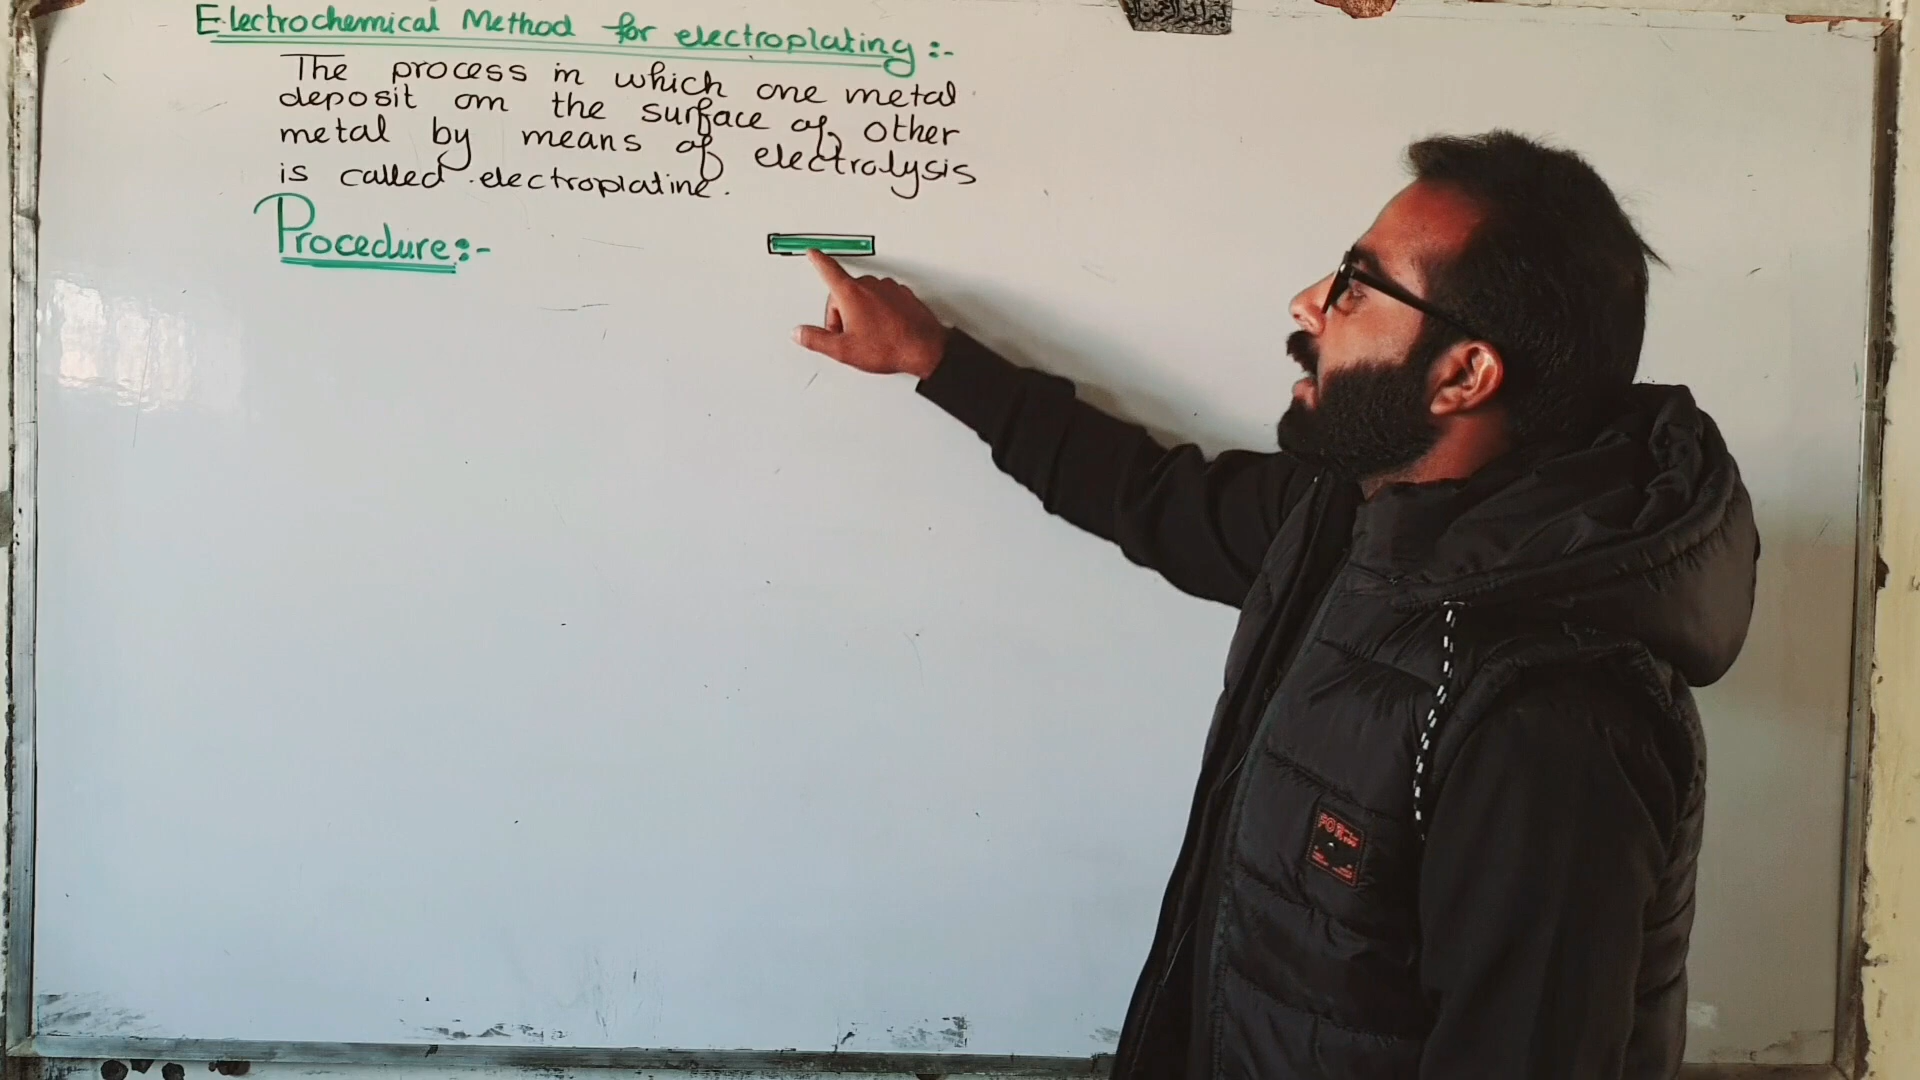 Electrochemical Method for electroplating :-
The process in which one metal
deposit on the surface of other
metal by means of electrolysis
is called electroplatine.
Procedure:-